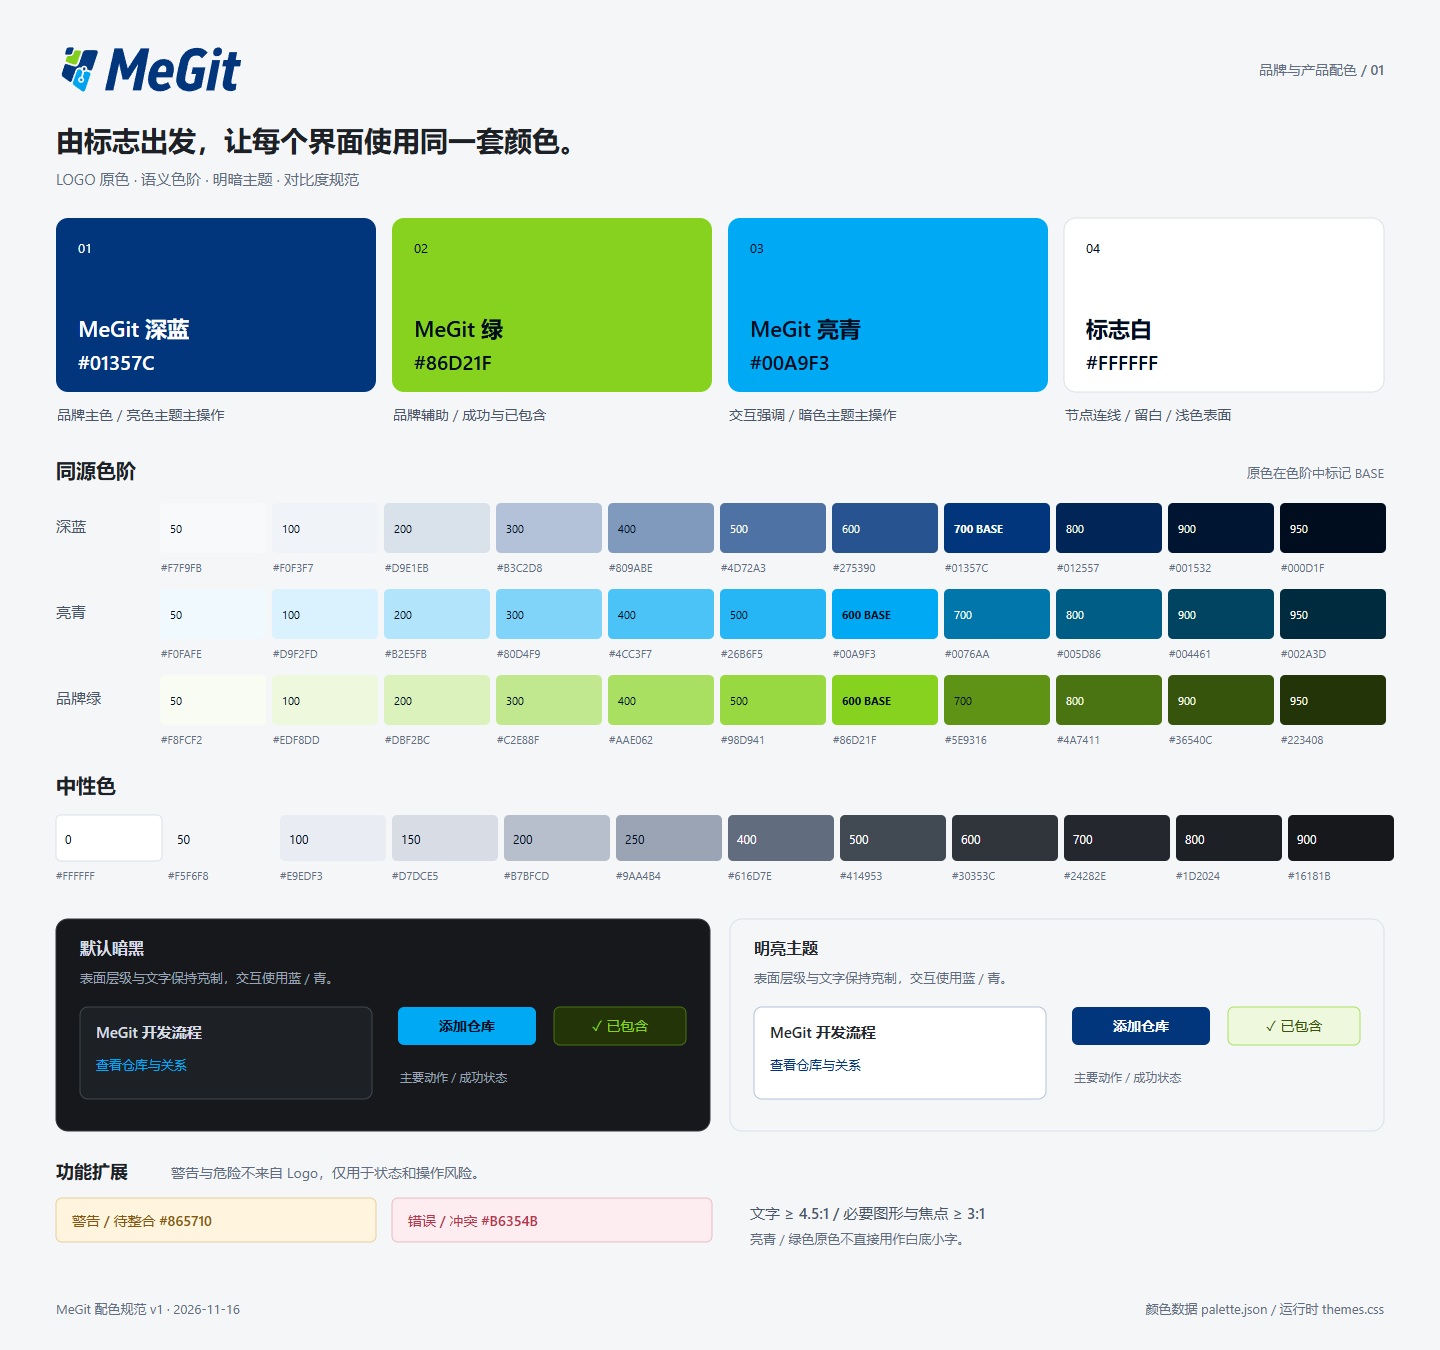 MeGit
品牌与产品配色 / 01
由标志出发，让每个界面使用同一套颜色。
LOGO 原色 · 语义色阶 · 明暗主题 · 对比度规范
01
02
03
04
MeGit 深蓝
MeGit 绿
MeGit 亮青
标志白
#01357C
#86D21F
#00A9F3
#FFFFFF
品牌主色 / 亮色主题主操作
品牌辅助 / 成功与已包含
交互强调 / 暗色主题主操作
节点连线 / 留白 / 浅色表面
同源色阶
原色在色阶中标记 BASE
深蓝 50 100 200 300 400 500 600 700 BASE 800 900 950
#F7F9FB #F0F3F7 #D9E1EB #B3C2D8 #809ABE #4D72A3 #275390 #01357C #012557 #001532 #000D1F
亮青 50 100 200 300 400 500 600 BASE 700 800 900 950
#F0FAFE #D9F2FD #B2E5FB #80D4F9 #4CC3F7 #26B6F5 #00A9F3 #0076AA #005D86 #004461 #002A3D
品牌绿 50 100 200 300 400 500 600 BASE 700 800 900 950
#F8FCF2 #EDF8DD #DBF2BC #C2E88F #AAE062 #98D941 #86D21F #5E9316 #4A7411 #36540C #223408
中性色
0 50 100 150 200 250 400 500 600 700 800 900
#FFFFFF #F5F6F8 #E9EDF3 #D7DCE5 #B7BFCD #9AA4B4 #616D7E #414953 #30353C #24282E #1D2024 #16181B
默认暗黑
表面层级与文字保持克制，交互使用蓝 / 青。
MeGit 开发流程
查看仓库与关系
添加仓库
✓ 已包含
主要动作 / 成功状态
明亮主题
表面层级与文字保持克制，交互使用蓝 / 青。
MeGit 开发流程
查看仓库与关系
添加仓库
✓ 已包含
主要动作 / 成功状态
功能扩展
警告与危险不来自 Logo，仅用于状态和操作风险。
警告 / 待整合 #865710
错误 / 冲突 #B6354B
文字 ≥ 4.5:1 / 必要图形与焦点 ≥ 3:1
亮青 / 绿色原色不直接用作白底小字。
MeGit 配色规范 v1 · 2026-11-16
颜色数据 palette.json / 运行时 themes.css